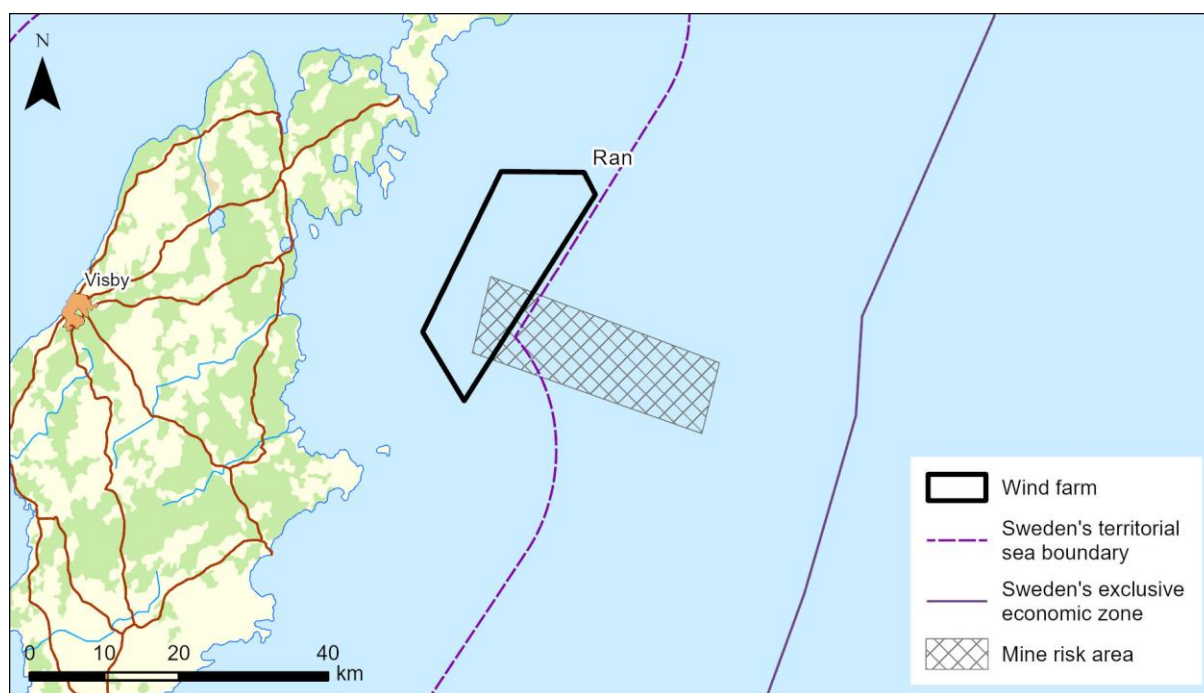 N
Ran
Visby
Wind farm
Sweden's territorial
sea boundary
Sweden's exclusive
economic zone
Mine risk area
0 10 20 40
km